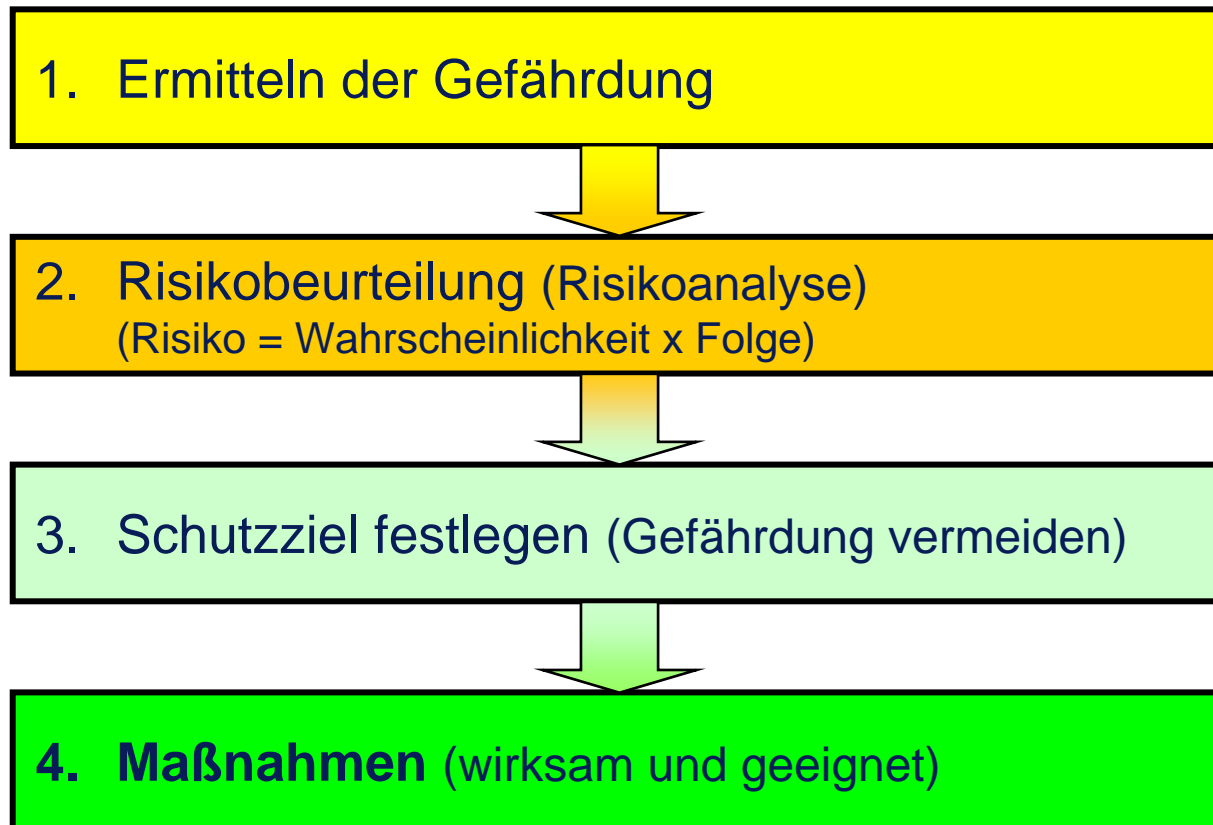 1. Ermitteln der Gefährdung
2. Risikobeurteilung (Risikoanalyse)
(Risiko = Wahrscheinlichkeit x Folge)
3. Schutzziel festlegen (Gefährdung vermeiden)
4. Maßnahmen (wirksam und geeignet)